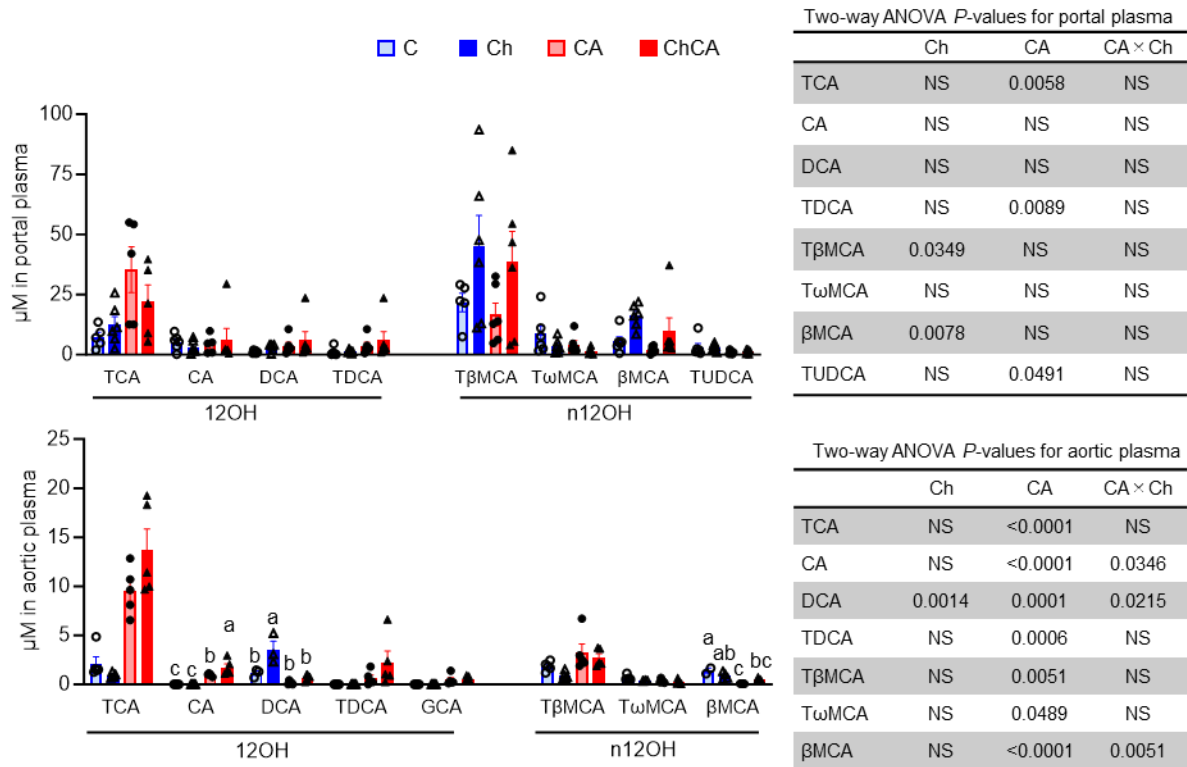 C Ch CA ChCA
µM in portal plasma
100
75
50
25
0
TCA CA DCA TDCA TβMCA TωMCA βMCA TUDCA
12OH n12OH
Two-way ANOVA P-values for portal plasma
Ch CA CA × Ch
TCA NS 0.0058 NS
CA NS NS NS
DCA NS NS NS
TDCA NS 0.0089 NS
TβMCA 0.0349 NS NS
TωMCA NS NS NS
βMCA 0.0078 NS NS
TUDCA NS 0.0491 NS
µM in aortic plasma
25
20
15
10
5
0
a a a
c c b b b b ab c bc
TCA CA DCA TDCA GCA TβMCA TωMCA βMCA
12OH n12OH
Two-way ANOVA P-values for aortic plasma
Ch CA CA × Ch
TCA NS <0.0001 NS
CA NS <0.0001 0.0346
DCA 0.0014 0.0001 0.0215
TDCA NS 0.0006 NS
TβMCA NS 0.0051 NS
TωMCA NS 0.0489 NS
βMCA NS <0.0001 0.0051